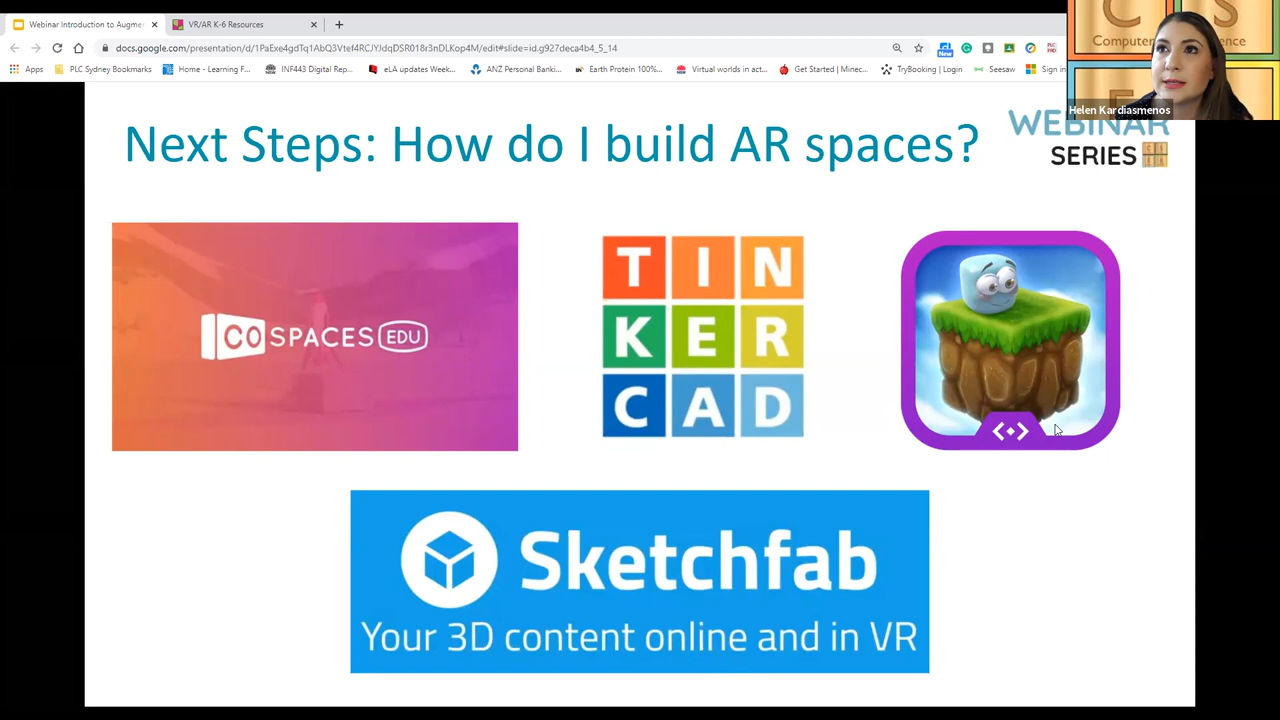 Webinar Introduction to Augme
VR/AR K-6 Resources
docs.google.com/presentation/d/1PaExe4gdTq1AbQ3Vtef4RCJYJdqDSR018r3nDLKop4M/edit#slide=id.g927deca4b4_5_14
New
Apps
PLC Sydney Bookmarks
Home - Learning F...
INF443 Digital Rep...
eLA updates Week...
ANZ Personal Banki...
Earth Protein 100%...
Virtual worlds in act...
Get Started | Minec...
TryBooking | Login
Seesaw
Sign in
C S
Computer
ence
Helen Kardiasmenos
Next Steps: How do I build AR spaces?
WEBINAR
SERIES
CO SPACES EDU
TIN
KER
CAD
Sketchfab
Your 3D content online and in VR